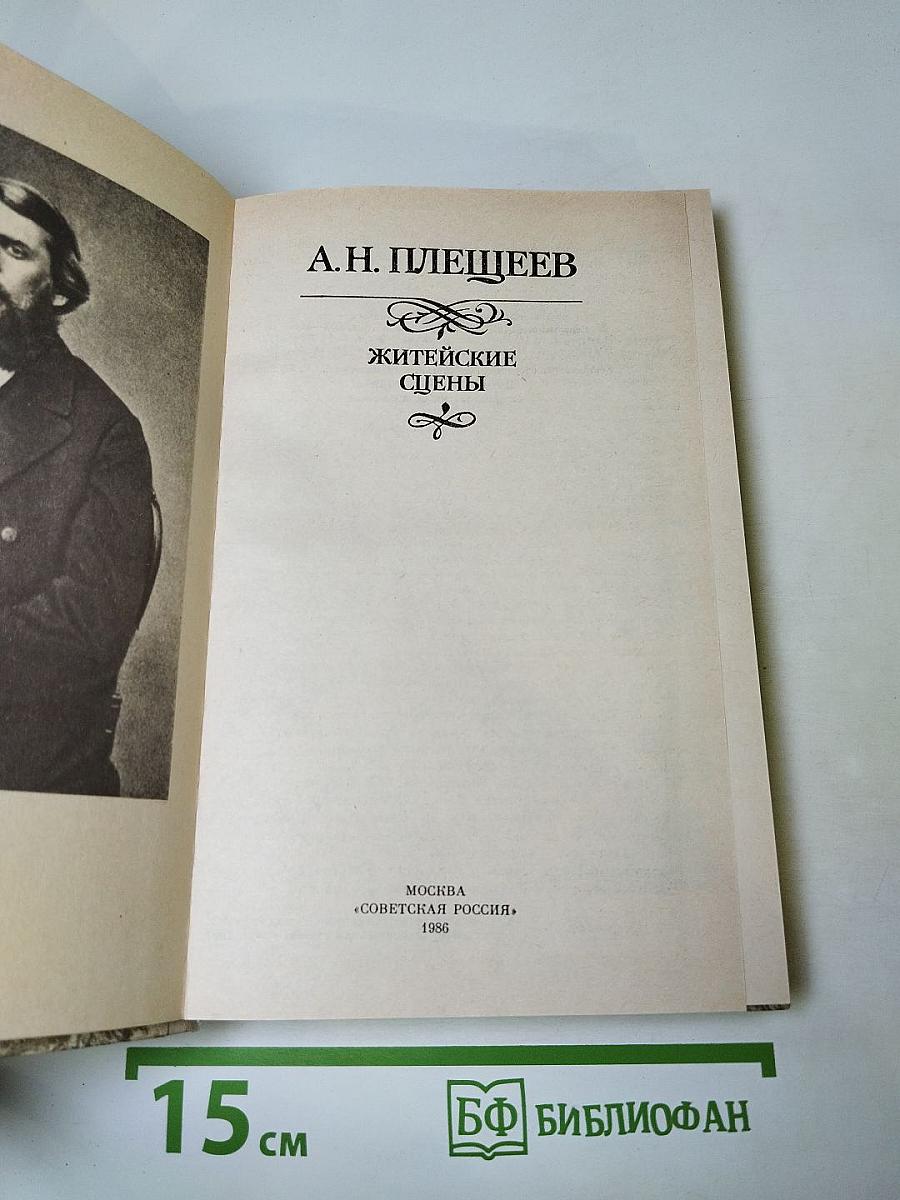 А. Н. ПЛЕЩЕЕВ
ЖИТЕЙСКИЕ
СЦЕНЫ
МОСКВА
«СОВЕТСКАЯ РОССИЯ»
1986
15 см
БФ БИБЛИОФАН